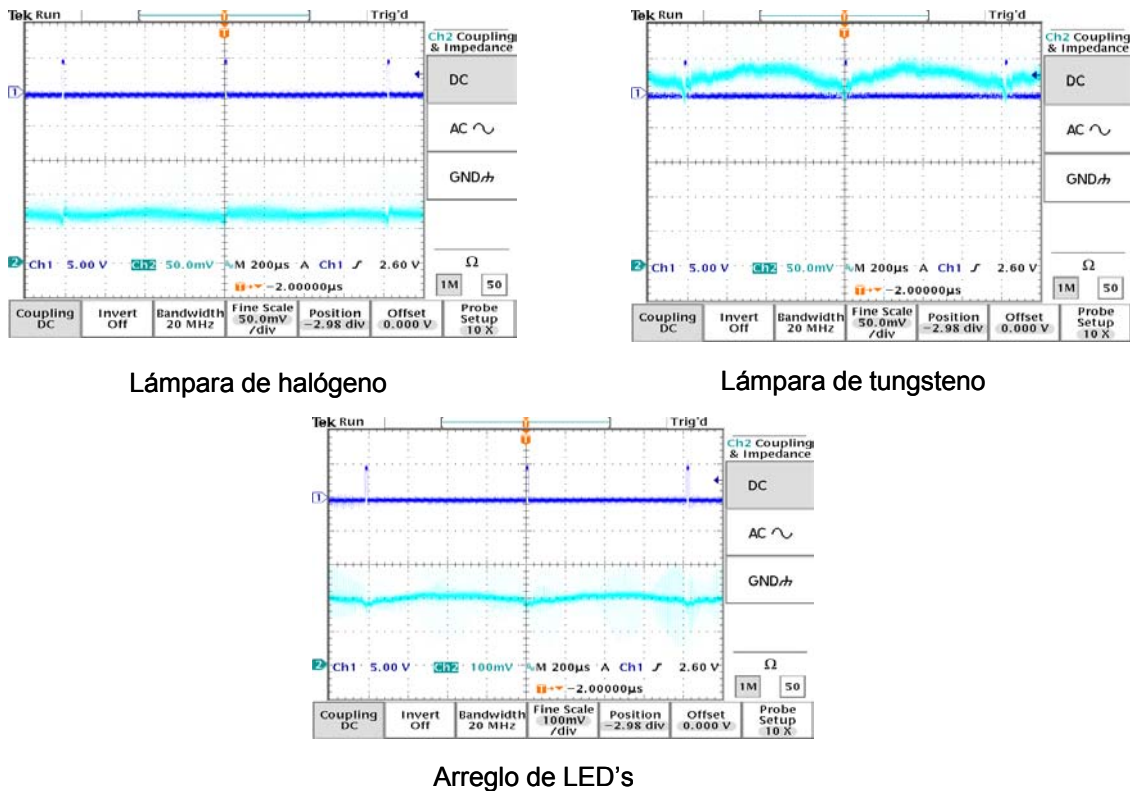 Tek Run Trig'd
Ch2 Coupling
& Impedance
DC
AC
GND
Ω
1M 50
T
1
2
Ch1 5.00 V Ch2 50.0mV M 200µs A Ch1 2.60 V
−2.00000µs
Coupling
DC
Invert
Off
Bandwidth
20 MHz
Fine Scale
50.0mV
/div
Position
−2.98 div
Offset
0.000 V
Probe
Setup
10 X
Lámpara de halógeno
Tek Run Trig'd
Ch2 Coupling
& Impedance
DC
AC
GND
Ω
1M 50
T
1
2
Ch1 5.00 V Ch2 50.0mV M 200µs A Ch1 2.60 V
−2.00000µs
Coupling
DC
Invert
Off
Bandwidth
20 MHz
Fine Scale
50.0mV
/div
Position
−2.98 div
Offset
0.000 V
Probe
Setup
10 X
Lámpara de tungsteno
Tek Run Trig'd
Ch2 Coupling
& Impedance
DC
AC
GND
Ω
1M 50
T
1
2
Ch1 5.00 V Ch2 100mV M 200µs A Ch1 2.60 V
−2.00000µs
Coupling
DC
Invert
Off
Bandwidth
20 MHz
Fine Scale
100mV
/div
Position
−2.98 div
Offset
0.000 V
Probe
Setup
10 X
Arreglo de LED's